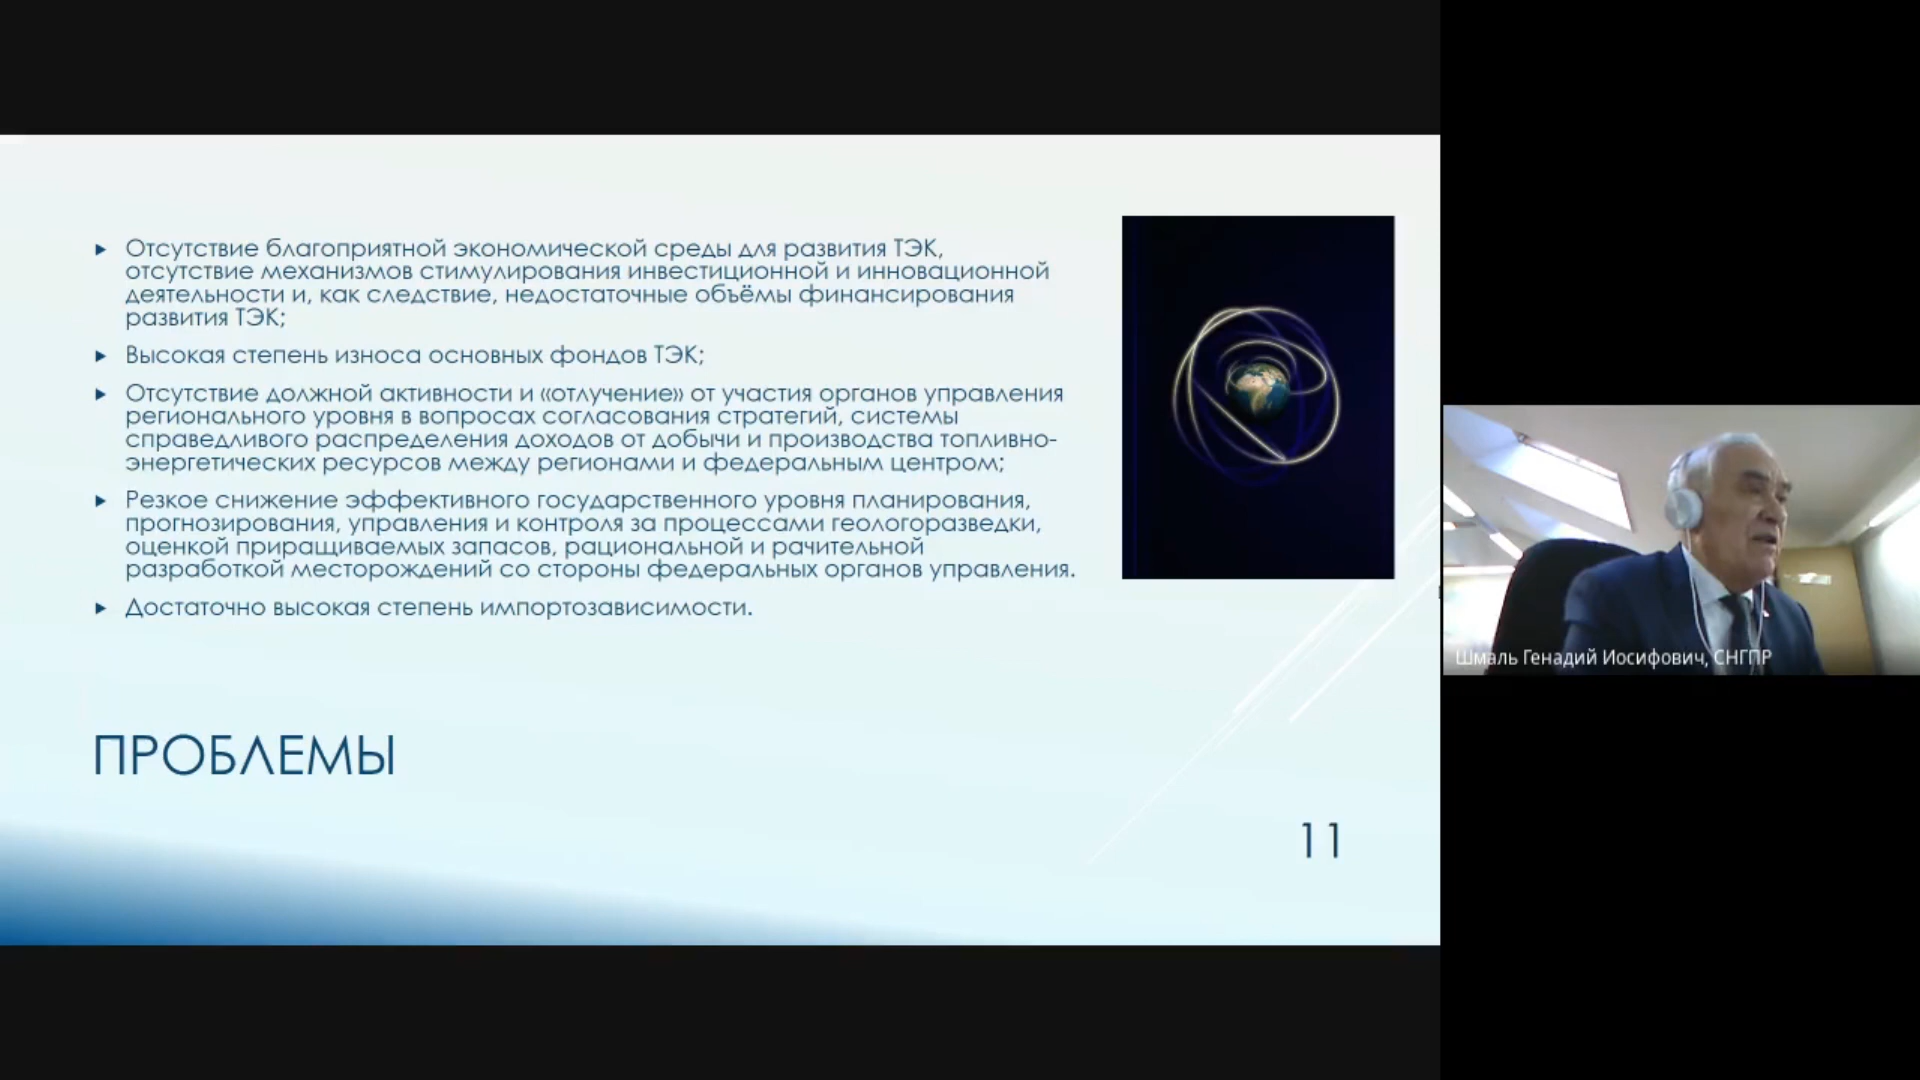 Отсутствие благоприятной экономической среды для развития ТЭК,
отсутствие механизмов стимулирования инвестиционной и инновационной
деятельности и, как следствие, недостаточные объёмы финансирования
развития ТЭК;
Высокая степень износа основных фондов ТЭК;
Отсутствие должной активности и «отлучение» от участия органов управления
регионального уровня в вопросах согласования стратегий, системы
справедливого распределения доходов от добычи и производства топливно-
энергетических ресурсов между регионами и федеральным центром;
Резкое снижение эффективного государственного уровня планирования,
прогнозирования, управления и контроля за процессами геологоразведки,
оценкой приращиваемых запасов, рациональной и рачительной
разработкой месторождений со стороны федеральных органов управления.
Достаточно высокая степень импортозависимости.
ПРОБЛЕМЫ
11
Шмаль Генадий Иосифович, СНГПР